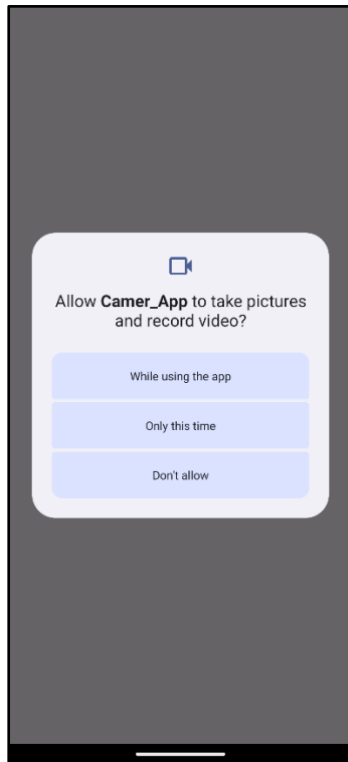 Allow Camer_App to take pictures
and record video?
While using the app
Only this time
Don't allow